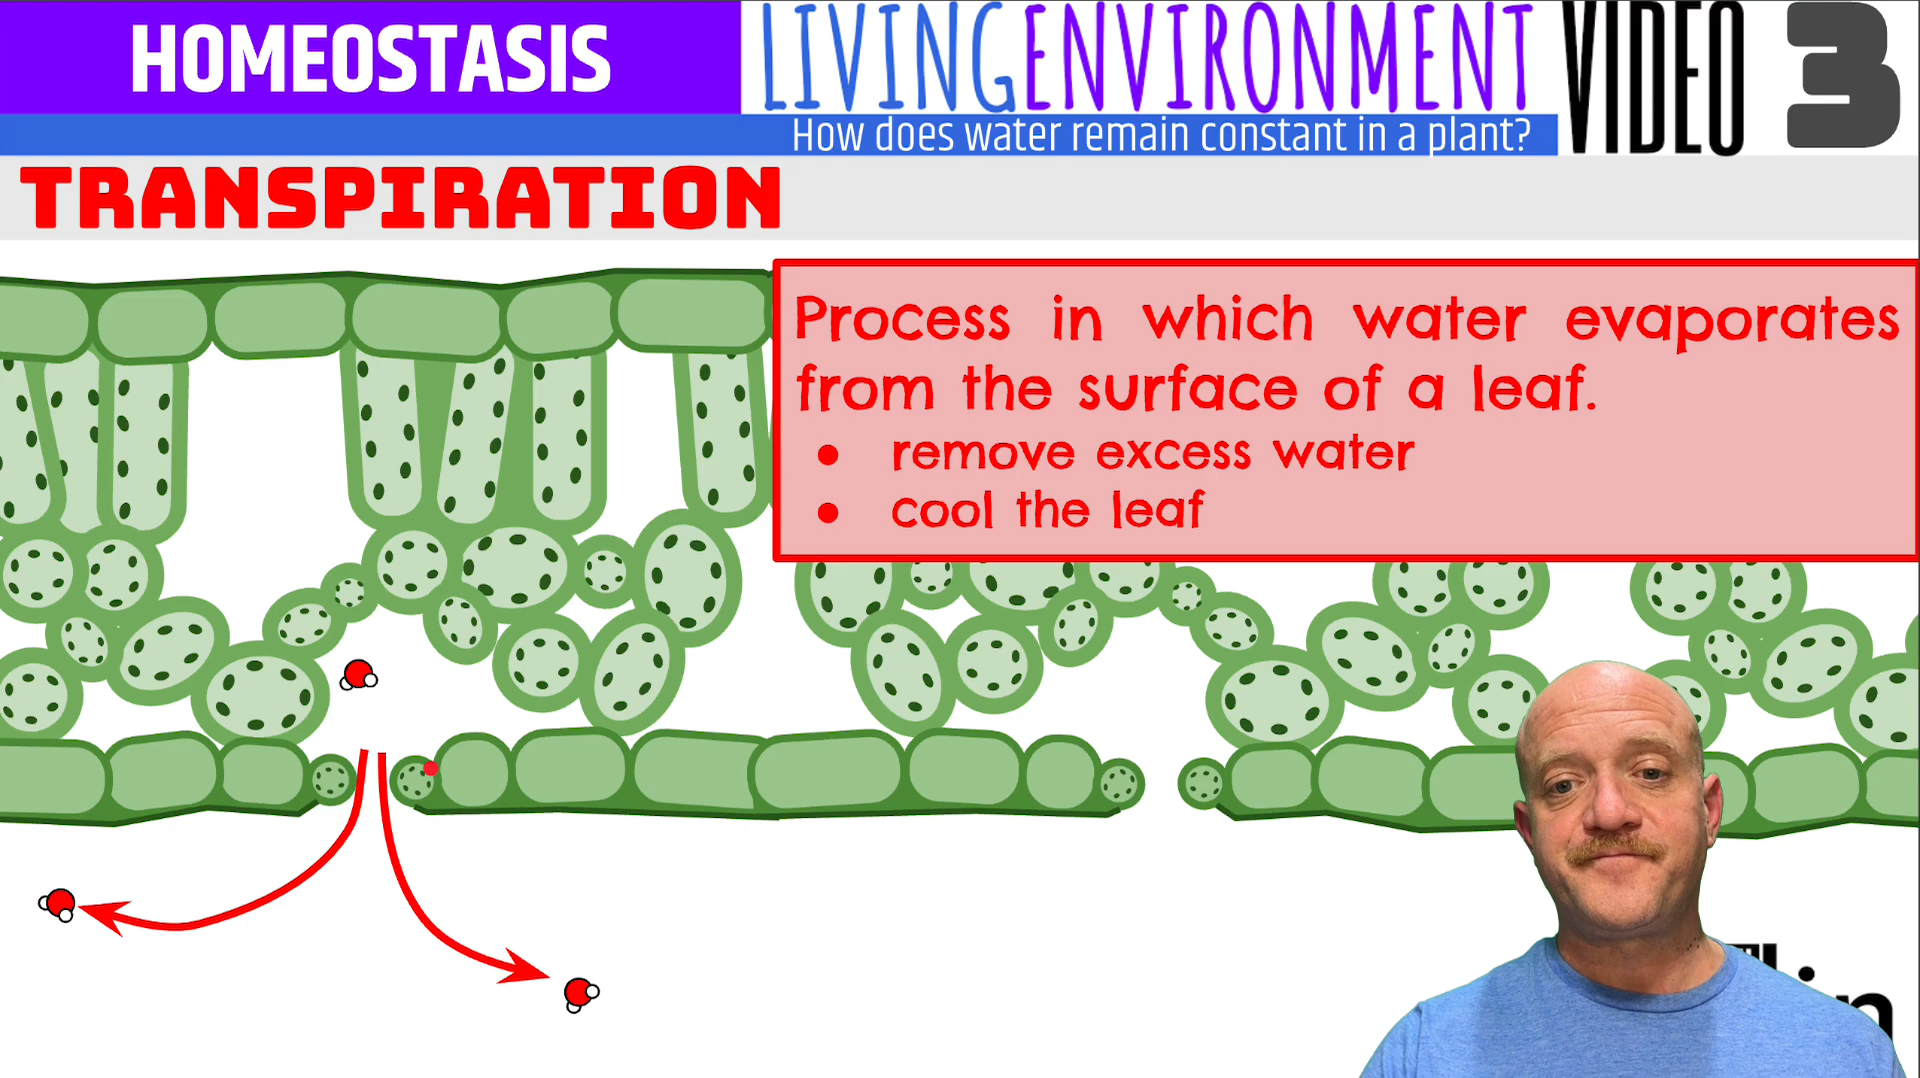 HOMEOSTASIS
LIVINGENVIRONMENT
VIDEO 3
How does water remain constant in a plant?
TRANSPIRATION
Process in which water evaporates
from the surface of a leaf.
● remove excess water
● cool the leaf